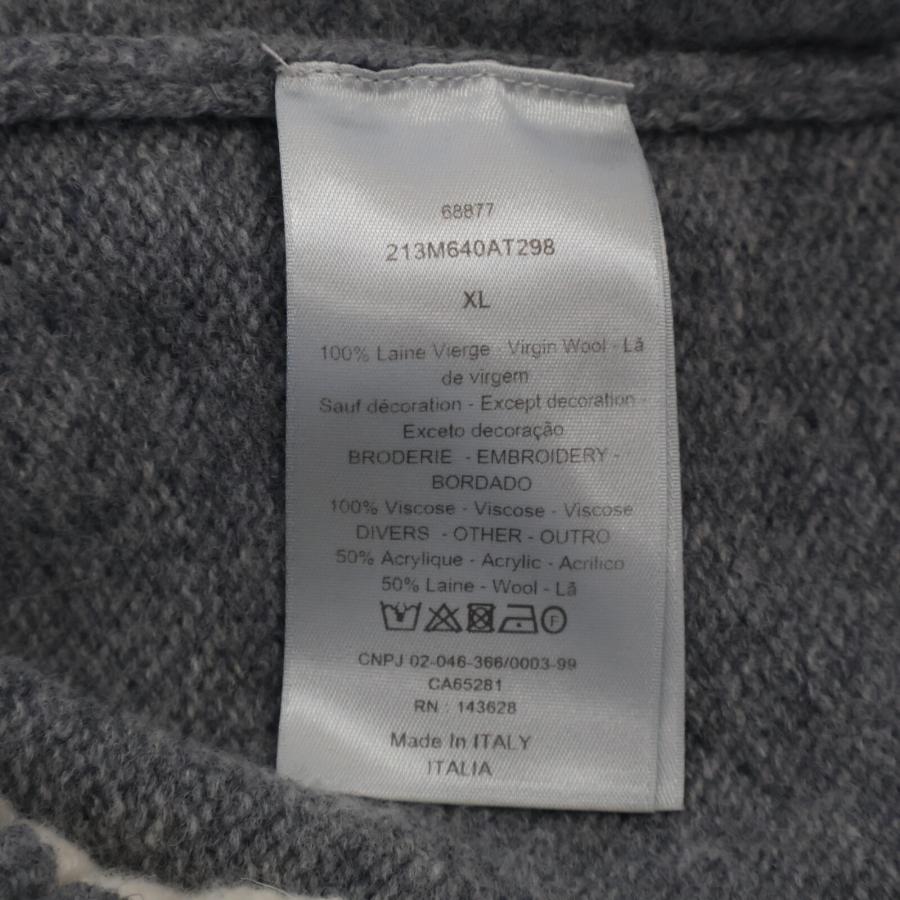 68877
213M640AT298
XL
100% Laine Vierge - Virgin Wool - Lã
de virgem
Sauf décoration - Except decoration -
Exceto decoração
BRODERIE - EMBROIDERY -
BORDADO
100% Viscose - Viscose - Viscose
DIVERS - OTHER - OUTRO
50% Acrylique - Acrylic - Acrílico
50% Laine - Wool - Lã
F
CNPJ 02-046-366/0003-99
CA65281
RN : 143628
Made In ITALY
ITALIA